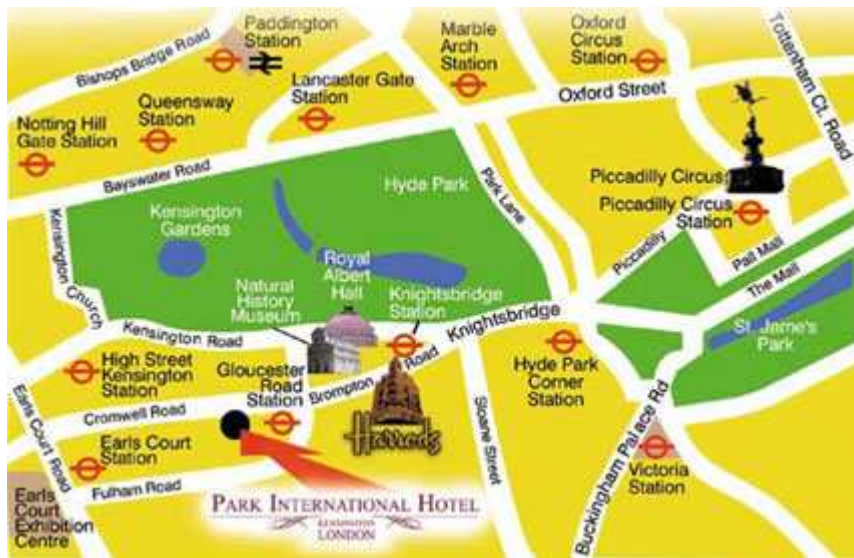 Paddington
Station
Bishops Bridge Road
Marble
Arch
Station
Oxford
Circus
Station
Tottenham Ct. Road
Lancaster Gate
Station
Queensway
Station
Notting Hill
Gate Station
Oxford Street
Bayswater Road
Hyde Park
Park Lane
Piccadilly Circus
Piccadilly Circus
Station
Kensington
Gardens
Kensington Church
Piccadilly
Pall Mall
The Mall
Royal
Albert
Hall
Natural
History
Museum
Knightsbridge
Station
Knightsbridge
St. Jame's
Park
Kensington Road
High Street
Kensington
Station
Gloucester
Road
Station
Brompton Road
Hyde Park
Corner
Station
Cromwell Road
Earls Court Road
Harrods
Sloane Street
Buckingham Palace Rd
Earls Court
Station
Fulham Road
Victoria
Station
Earls
Court
Exhibition
Centre
PARK INTERNATIONAL HOTEL
KENSINGTON
LONDON